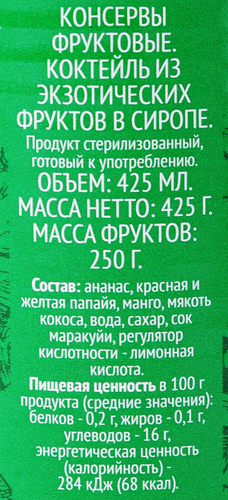 КОНСЕРВЫ
ФРУКТОВЫЕ.
КОКТЕЙЛЬ ИЗ
ЭКЗОТИЧЕСКИХ
ФРУКТОВ В СИРОПЕ.
Продукт стерилизованный,
готовый к употреблению.
ОБЪЕМ: 425 МЛ.
МАССА НЕТТО: 425 Г.
МАССА ФРУКТОВ:
250 Г.
Состав: ананас, красная и
желтая папайя, манго, мякоть
кокоса, вода, сахар, сок
маракуйи, регулятор
кислотности - лимонная
кислота.
Пищевая ценность в 100 г
продукта (средние значения):
белков - 0,2 г, жиров - 0,1 г,
углеводов - 16 г,
энергетическая ценность
(калорийность) -
284 кДж (68 ккал).